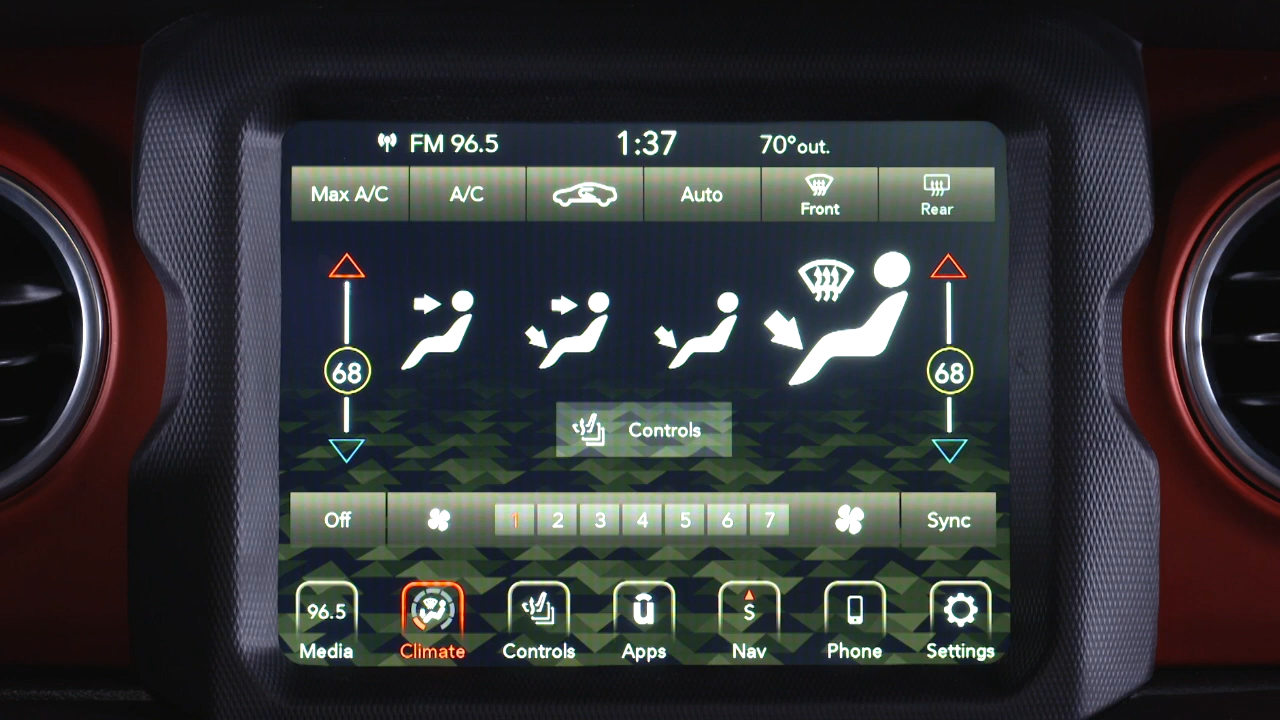 FM 96.5 1:37 70°out.
Max A/C A/C Auto Front Rear
68 68
Controls
Off 1 2 3 4 5 6 7 Sync
96.5 S
Media Climate Controls Apps Nav Phone Settings